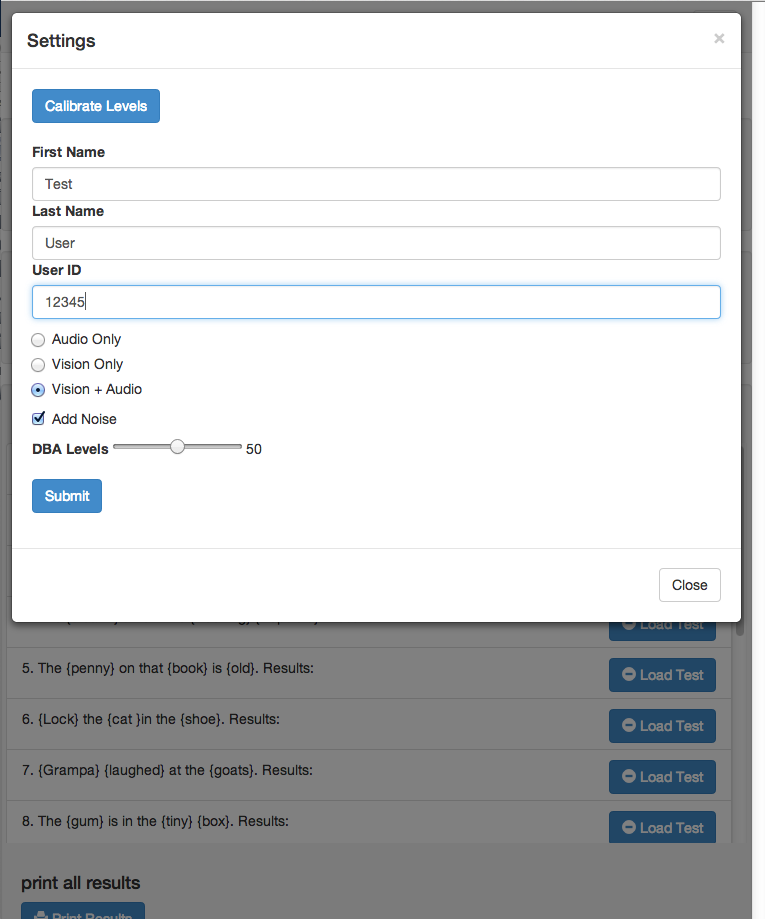 Settings
×
Calibrate Levels
First Name
Test
Last Name
User
User ID
12345
Audio Only
Vision Only
Vision + Audio
Add Noise
DBA Levels 50
Submit
Close
Load Test
5. The {penny} on that {book} is {old}. Results: Load Test
6. {Lock} the {cat }in the {shoe}. Results: Load Test
7. {Grampa} {laughed} at the {goats}. Results: Load Test
8. The {gum} is in the {tiny} {box}. Results: Load Test
print all results
Print Results